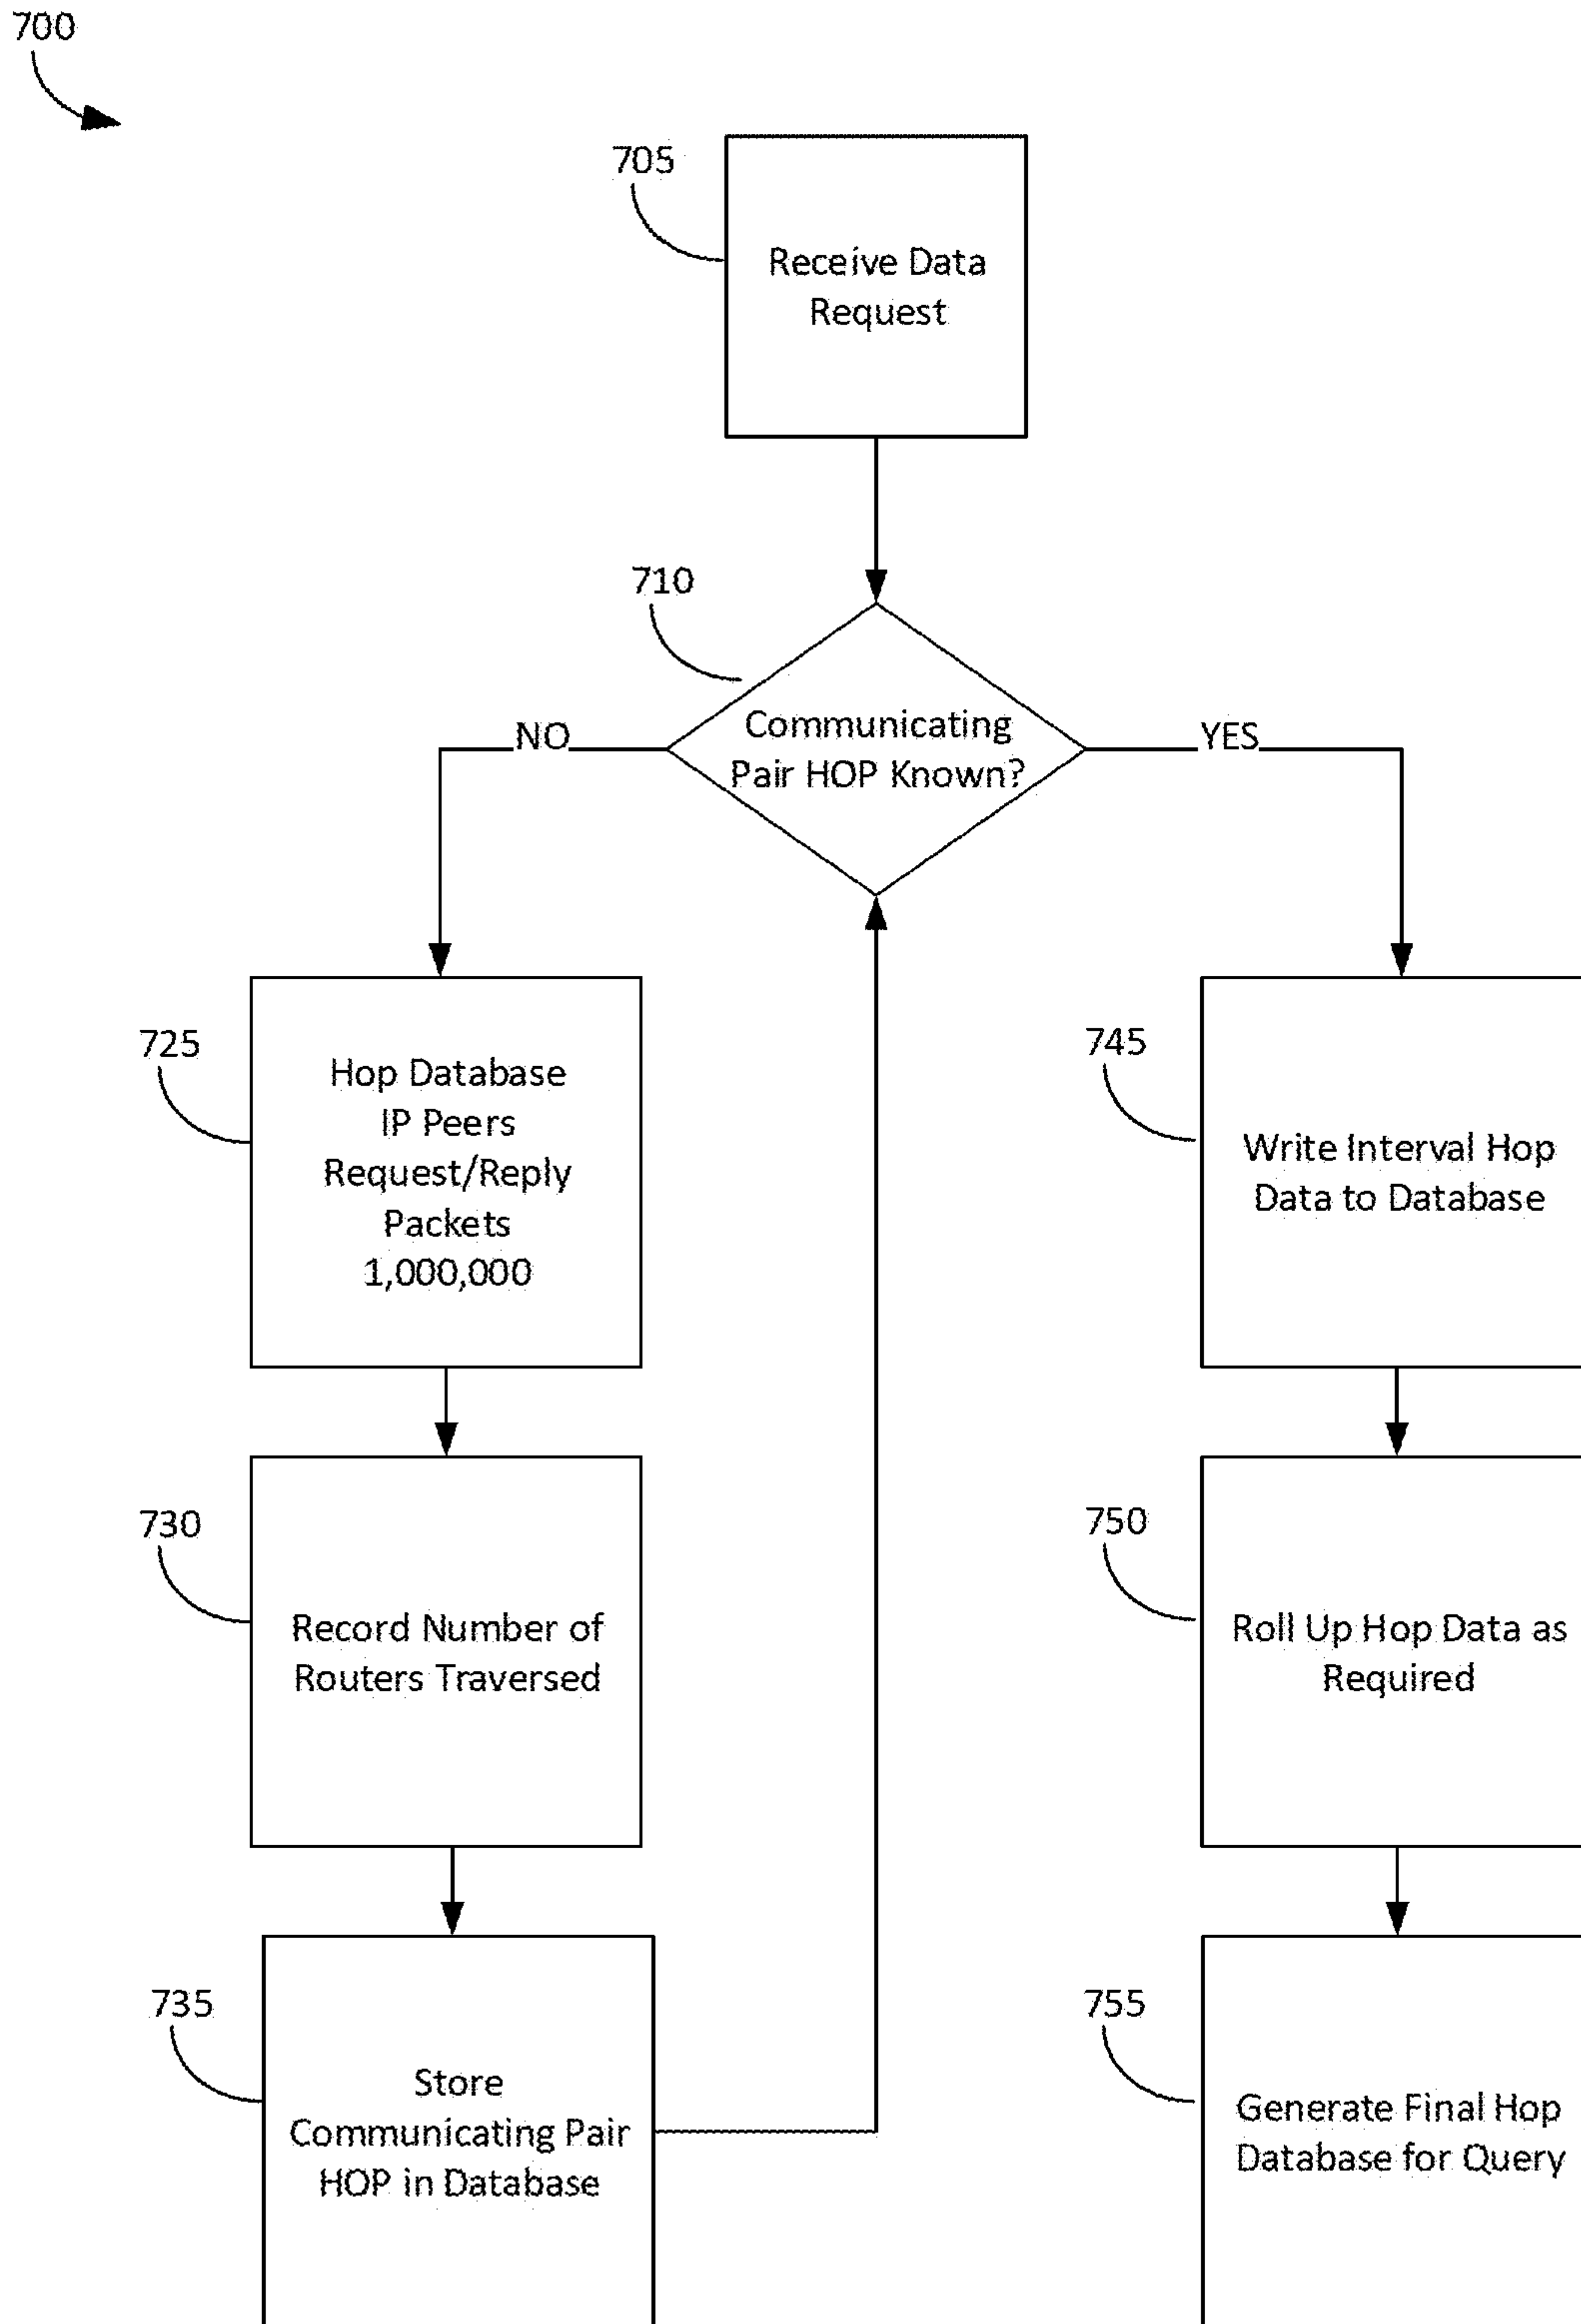 700
705
Receive Data
Request
710
Communicating
Pair HOP Known?
NO
YES
725
Hop Database
IP Peers
Request/Reply
Packets
1,000,000
745
Write Interval Hop
Data to Database
730
Record Number of
Routers Traversed
750
Roll Up Hop Data as
Required
735
Store
Communicating Pair
HOP in Database
755
Generate Final Hop
Database for Query